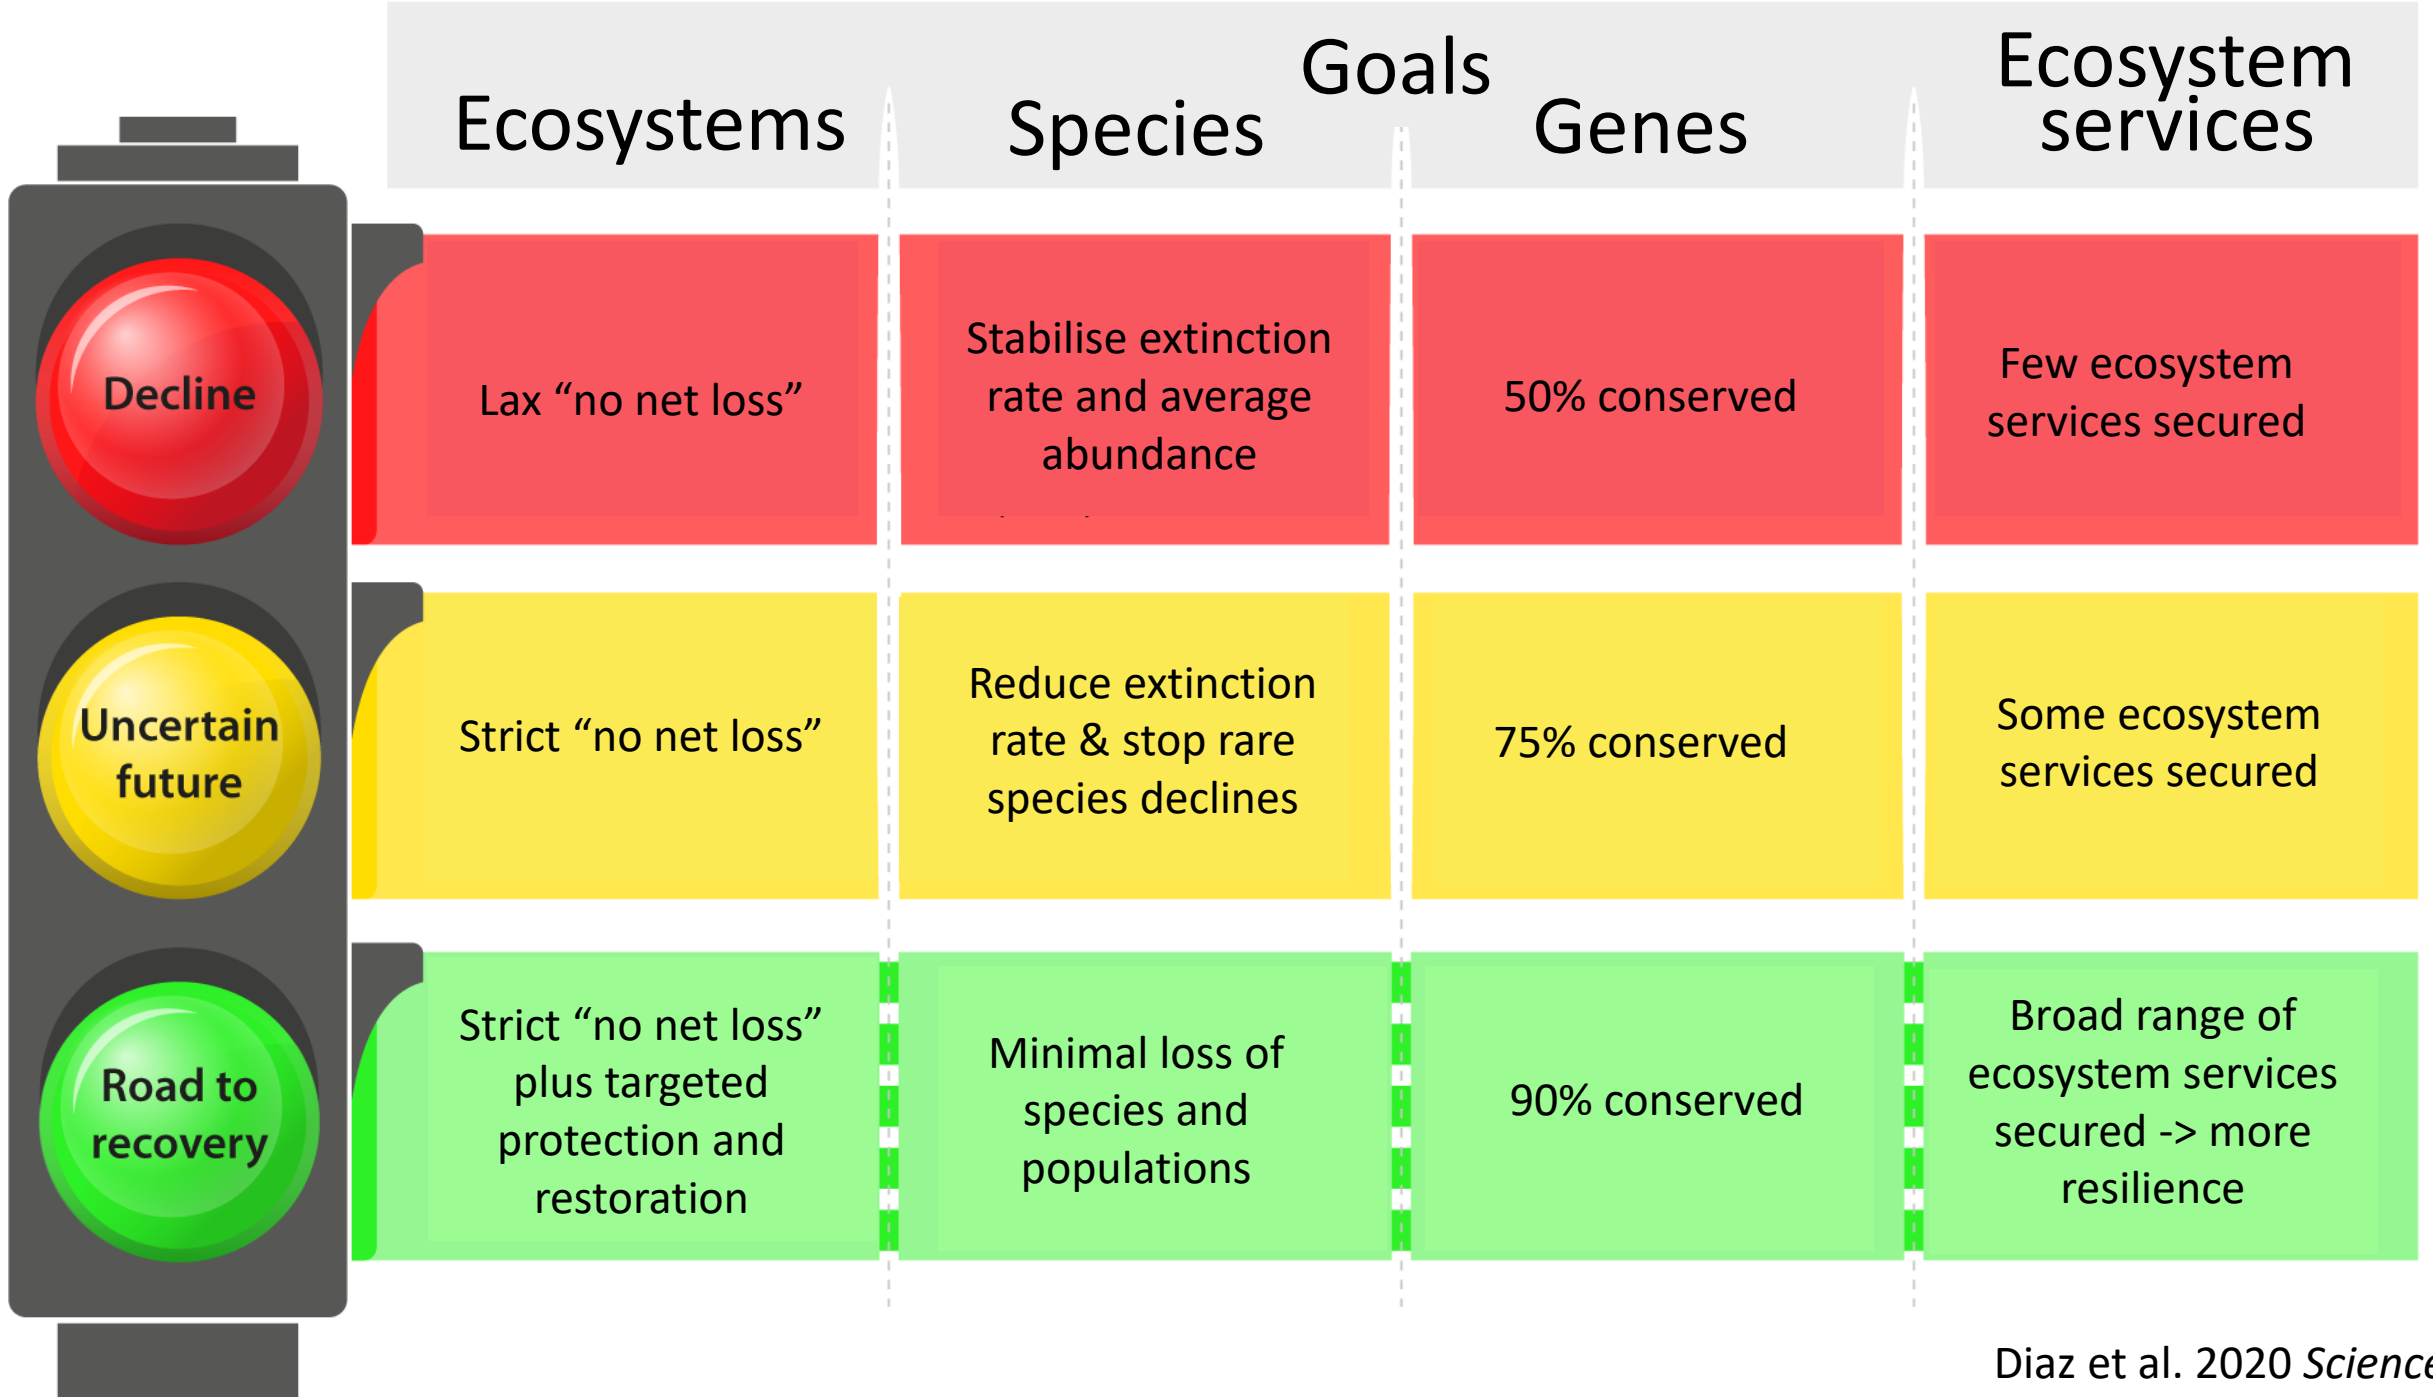 Goals
Ecosystems
Species
Genes
Ecosystem
services
Decline
Lax “no net loss”
Stabilise extinction
rate and average
abundance
50% conserved
Few ecosystem
services secured
Uncertain
future
Strict “no net loss”
Reduce extinction
rate & stop rare
species declines
75% conserved
Some ecosystem
services secured
Road to
recovery
Strict “no net loss”
plus targeted
protection and
restoration
Minimal loss of
species and
populations
90% conserved
Broad range of
ecosystem services
secured -> more
resilience
Diaz et al. 2020 Science